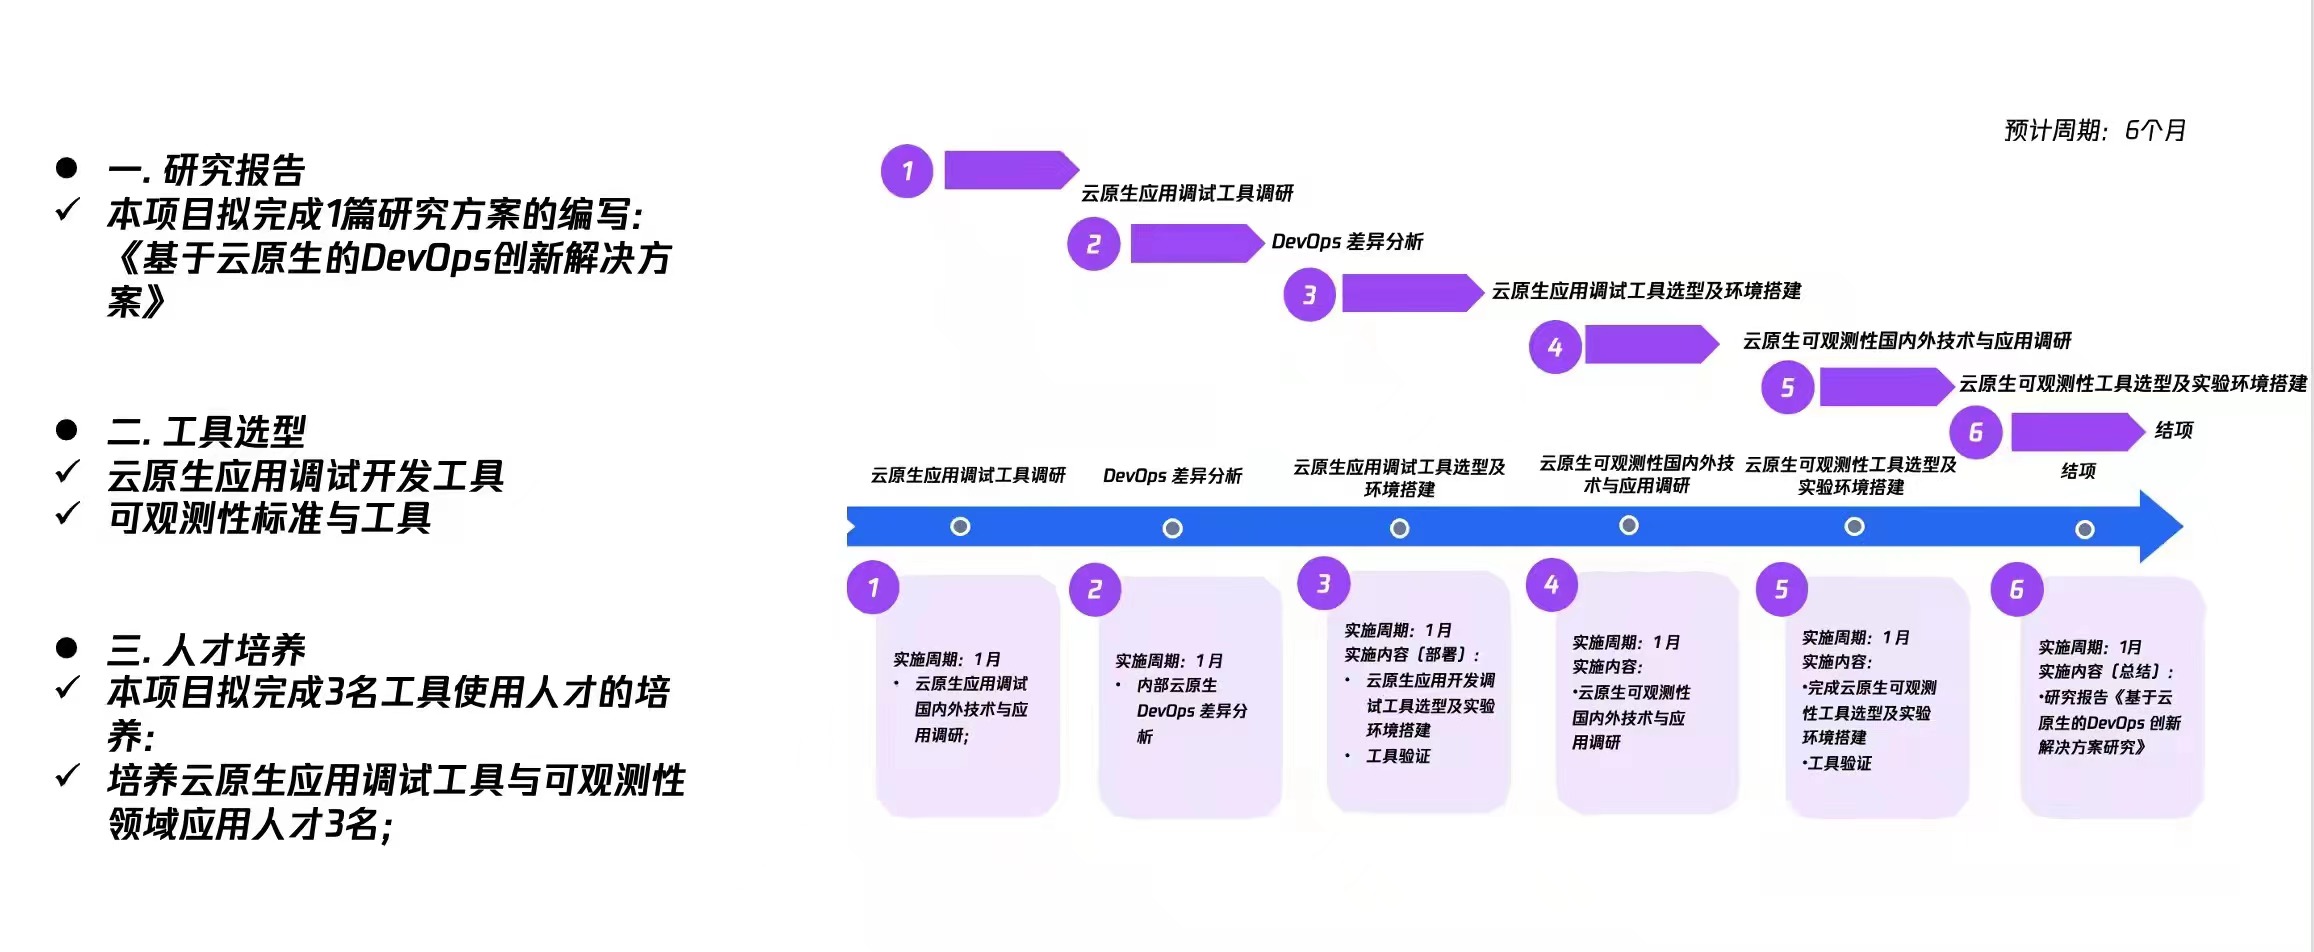 一. 研究报告
本项目拟完成1篇研究方案的编写:
《基于云原生的DevOps创新解决方
案》
二. 工具选型
云原生应用调试开发工具
可观测性标准与工具
三. 人才培养
本项目拟完成3名工具使用人才的培
养:
培养云原生应用调试工具与可观测性
领域应用人才3名;
预计周期: 6个月
1
云原生应用调试工具调研
2
DevOps 差异分析
3
云原生应用调试工具选型及环境搭建
4
云原生可观测性国内外技术与应用调研
5
云原生可观测性工具选型及实验环境搭建
6
结项
云原生应用调试工具调研
DevOps 差异分析
云原生应用调试工具选型及
环境搭建
云原生可观测性国内外技
术与应用调研
云原生可观测性工具选型及
实验环境搭建
结项
1
实施周期: 1 月
• 云原生应用调试
国内外技术与应
用调研;
2
实施周期: 1 月
• 内部云原生
DevOps 差异分
析
3
实施周期: 1 月
实施内容（部署）:
• 云原生应用开发调
试工具选型及实验
环境搭建
• 工具验证
4
实施周期: 1 月
实施内容:
•云原生可观测性
国内外技术与应
用调研
5
实施周期: 1 月
实施内容:
•完成云原生可观测
性工具选型及实验
环境搭建
•工具验证
6
实施周期: 1月
实施内容（总结）:
•研究报告《基于云
原生的DevOps 创新
解决方案研究》